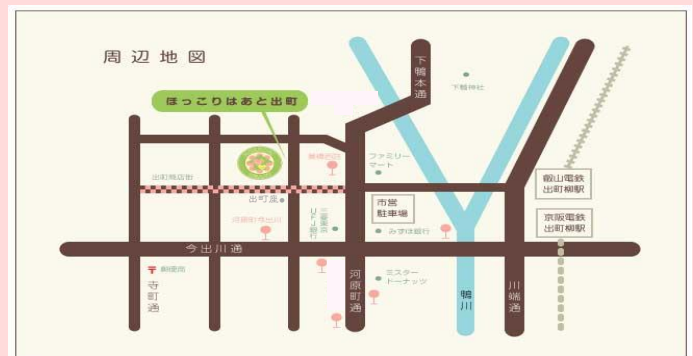 周辺地図
下鴨本通
下鴨神社
ほっこりはあと出町
ファミリー
マート
出町商店街
叡山電鉄
出町柳駅
出町座
市営
駐車場
京阪電鉄
出町柳駅
三菱東京
UFJ銀行
みずほ銀行
今出川通
郵便局
寺町通
河原町通
ミスター
ドーナッツ
鴨川
川端通